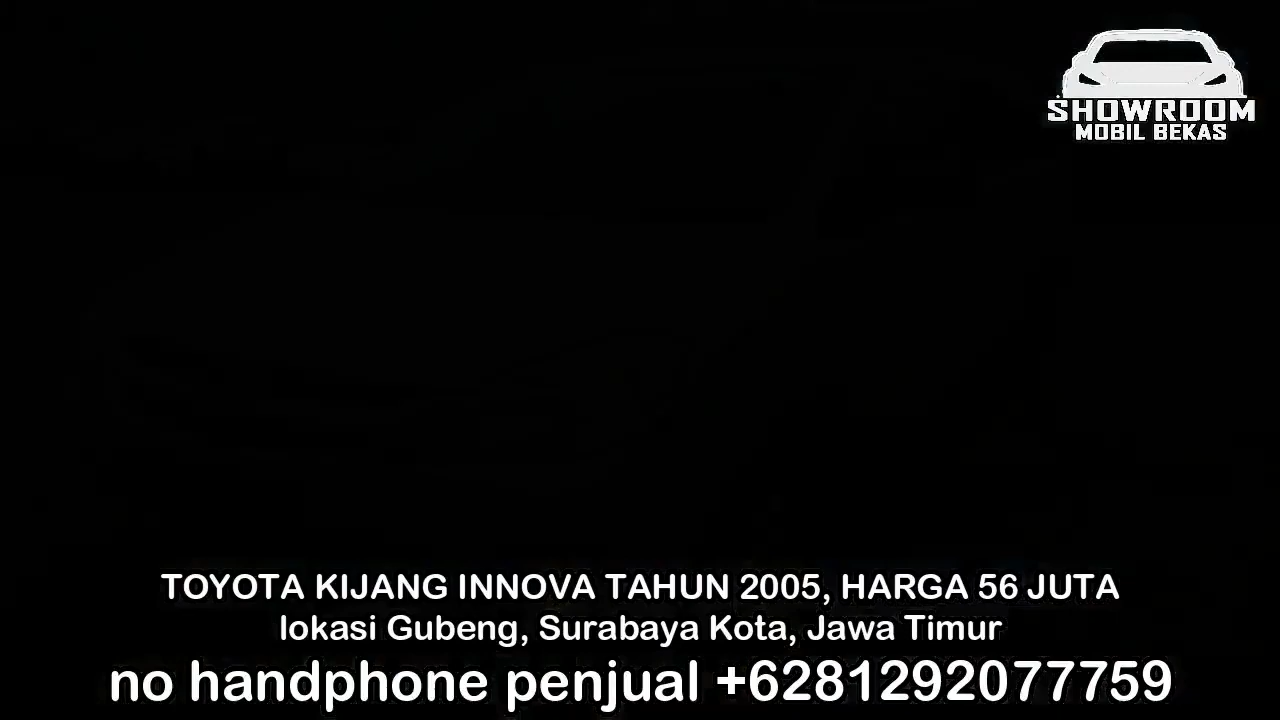 SHOWROOM
MOBIL BEKAS
TOYOTA KIJANG INNOVA TAHUN 2005, HARGA 56 JUTA
lokasi Gubeng, Surabaya Kota, Jawa Timur
no handphone penjual +6281292077759